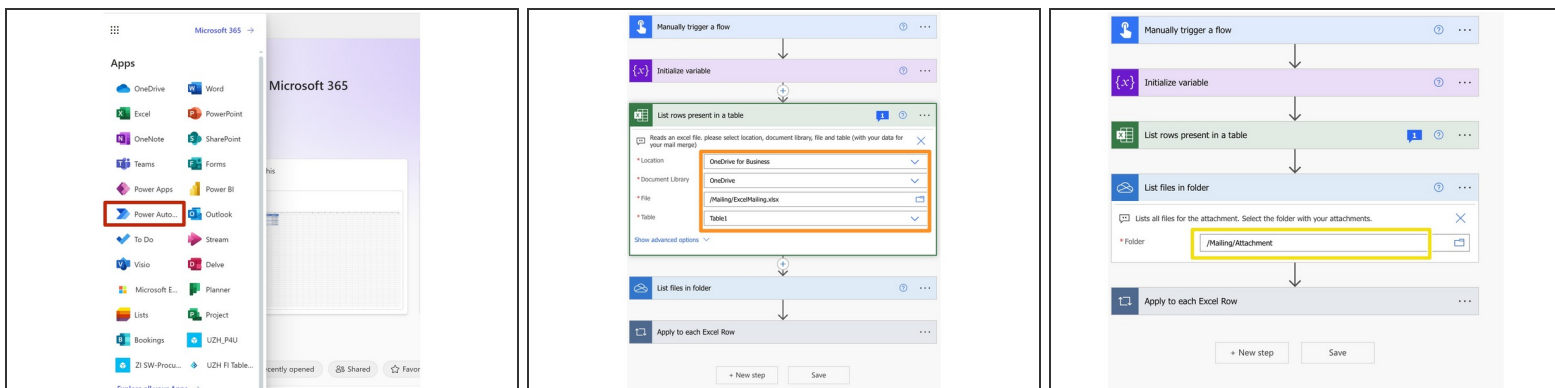 Microsoft 365 →
Apps
OneDrive Word
Excel PowerPoint
OneNote SharePoint
Teams Forms
Power Apps Power BI
Power Auto... Outlook
To Do Stream
Visio Delve
Microsoft E... Planner
Lists Project
Bookings UZH_P4U
ZI SW-Procu... UZH FI Table...
Microsoft 365
his
ecently opened Shared Favor
Manually trigger a flow
Initialize variable
List rows present in a table 1
Reads an excel file. please select location, document library, file and table (with your data for
your mail merge)
* Location OneDrive for Business
* Document Library OneDrive
* File /Mailing/ExcelMailing.xlsx
* Table Table1
Show advanced options
List files in folder
Apply to each Excel Row
+ New step Save
Manually trigger a flow
{x} Initialize variable
List rows present in a table 1
List files in folder
Lists all files for the attachment. Select the folder with your attachments.
* Folder /Mailing/Attachment
Apply to each Excel Row
+ New step Save